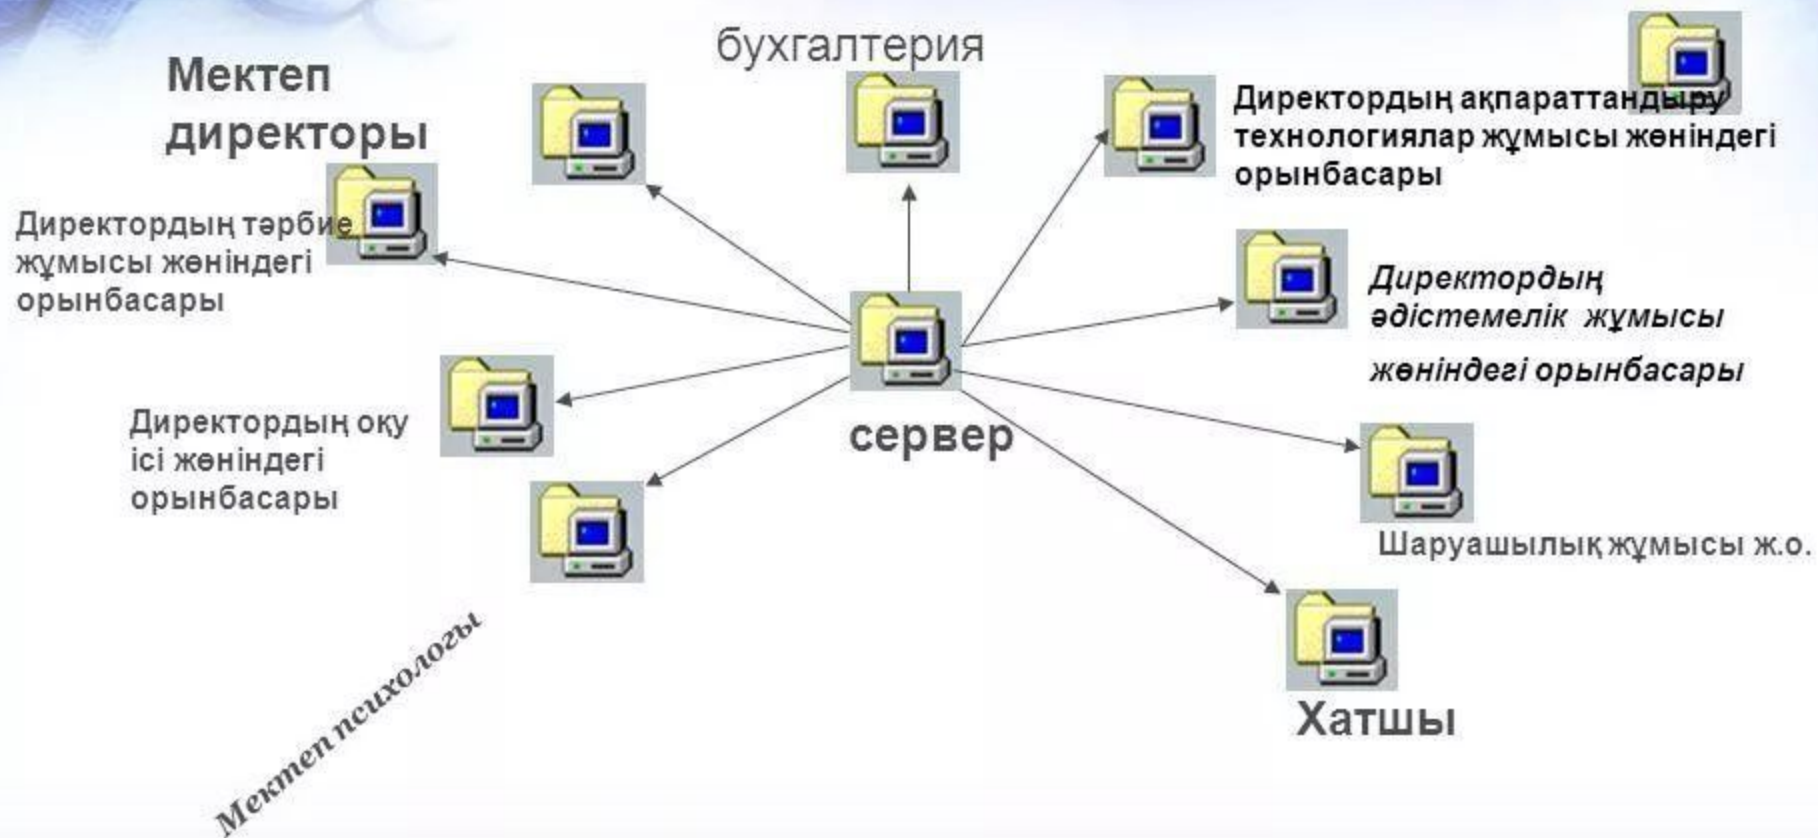 бухгалтерия
Мектеп
директоры
Директордың ақпараттандыру
технологиялар жұмысы жөніндегі
орынбасары
Директордың тәрбие
жұмысы жөніндегі
орынбасары
Директордың
әдістемелік жұмысы
жөніндегі орынбасары
Директордың оқу
ісі жөніндегі
орынбасары
сервер
Шаруашылық жұмысы ж.о.
Мектеп психологы
Хатшы